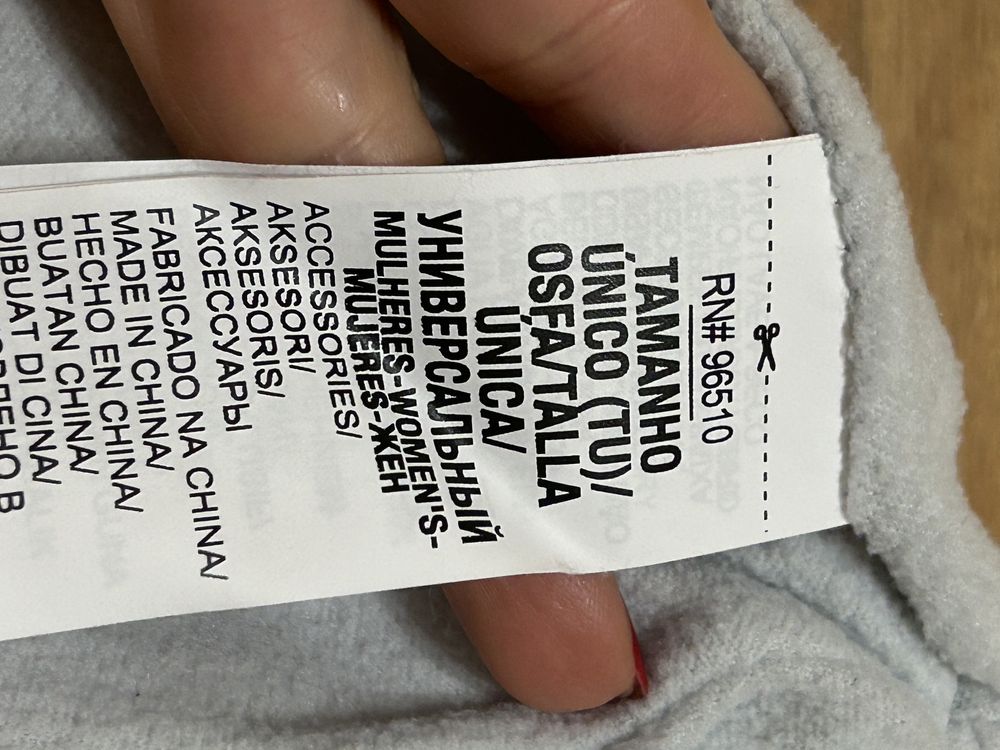 RN# 96510
TAMANHO
ÚNICO (TU)/
OSFA/TALLA
UNICA/
УНИВЕРСАЛЬНЫЙ
MULHERES-WOMEN'S-
MUJERES-ЖЕН
ACCESSORIES/
AKSESORI/
AKSESORIS/
АКСЕССУАРЫ
FABRICADO NA CHINA/
MADE IN CHINA/
HECHO EN CHINA/
BUATAN CHINA/
DIBUAT DI CINA/
В